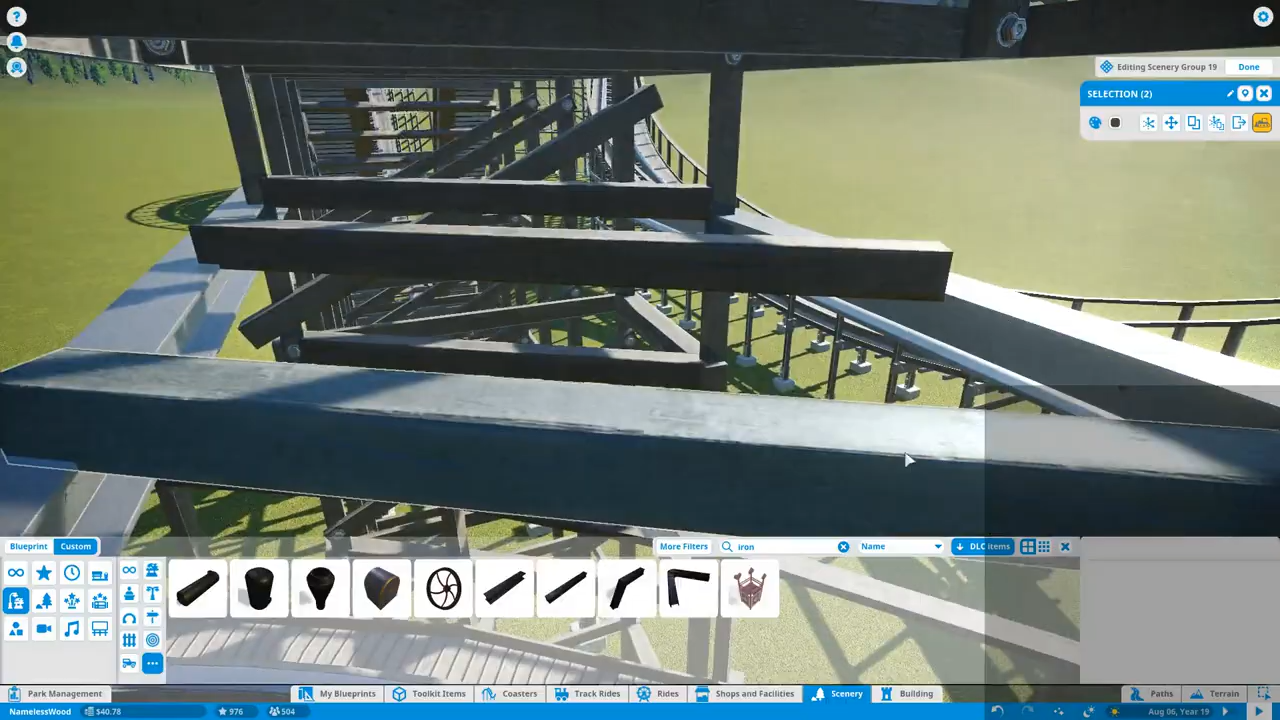 ?
Editing Scenery Group 19
Done
SELECTION (2)
Blueprint
Custom
More Filters
iron
Name
DLC items
Park Management
My Blueprints
Toolkit Items
Coasters
Track Rides
Rides
Shops and Facilities
Scenery
Building
Paths
Terrain
NamelessWood
$40.78
976
504
Aug 06, Year 19